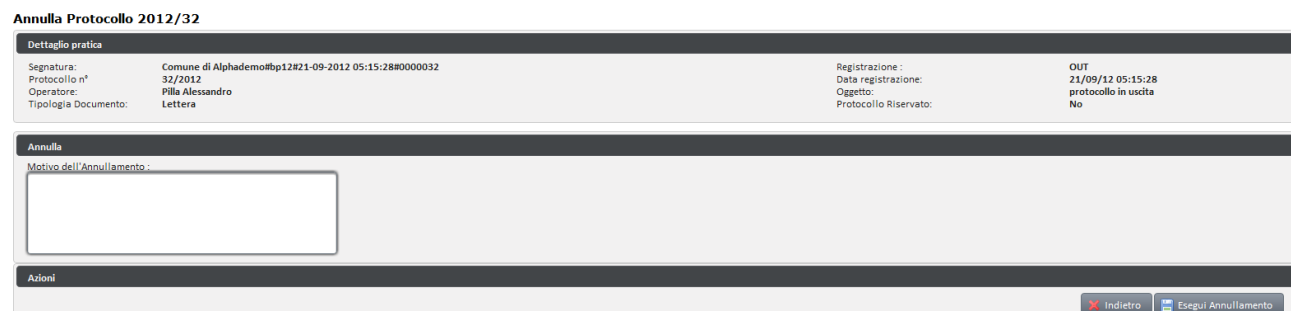 Annulla Protocollo 2012/32
Dettaglio pratica
Segnatura: Comune di Alphademo#bp12#21-09-2012 05:15:28#0000032
Protocollo n° 32/2012
Operatore: Pilla Alessandro
Tipologia Documento: Lettera
Registrazione : OUT
Data registrazione: 21/09/12 05:15:28
Oggetto: protocollo in uscita
Protocollo Riservato: No
Annulla
Motivo dell'Annullamento :
Azioni
Indietro Esegui Annullamento